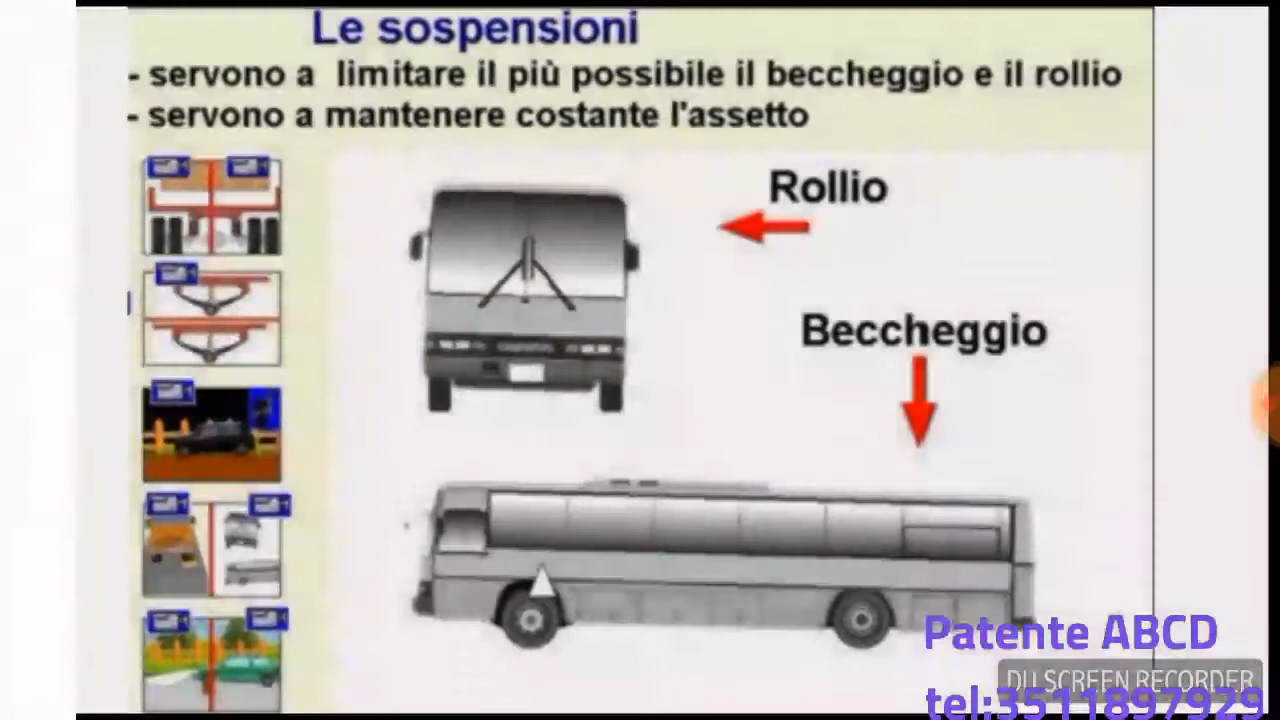 Le sospensioni
- servono a limitare il più possibile il beccheggio e il rollio
- servono a mantenere costante l'assetto
Rollio
Beccheggio
Patente ABCD
DU SCREEN RECORDER
tel:3511897929